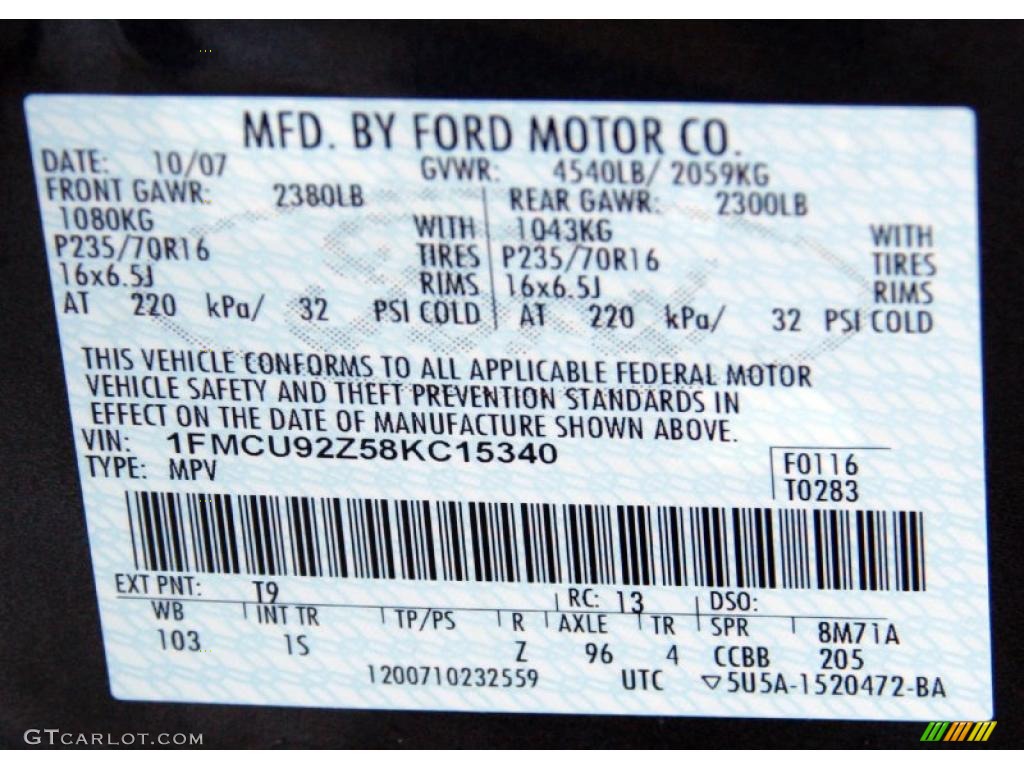 MFD. BY FORD MOTOR CO.
DATE: 10/07 GVWR: 4540LB/ 2059KG
FRONT GAWR: 2380LB REAR GAWR: 2300LB
1080KG WITH 1043KG WITH
P235/70R16 TIRES P235/70R16 TIRES
16x6.5J RIMS 16x6.5J RIMS
AT 220 kPa/ 32 PSI COLD AT 220 kPa/ 32 PSI COLD
THIS VEHICLE CONFORMS TO ALL APPLICABLE FEDERAL MOTOR
VEHICLE SAFETY AND THEFT PREVENTION STANDARDS IN
EFFECT ON THE DATE OF MANUFACTURE SHOWN ABOVE.
VIN: 1FMCU92Z58KC15340
TYPE: MPV
F0116
T0283
EXT PNT: T9 RC: 13 DSO:
WB INT TR TP/PS R AXLE TR SPR 8M71A
103 1S Z 96 4 CCBB 205
1200710232559 UTC ▽5U5A-1520472-BA
GTCARLOT.COM